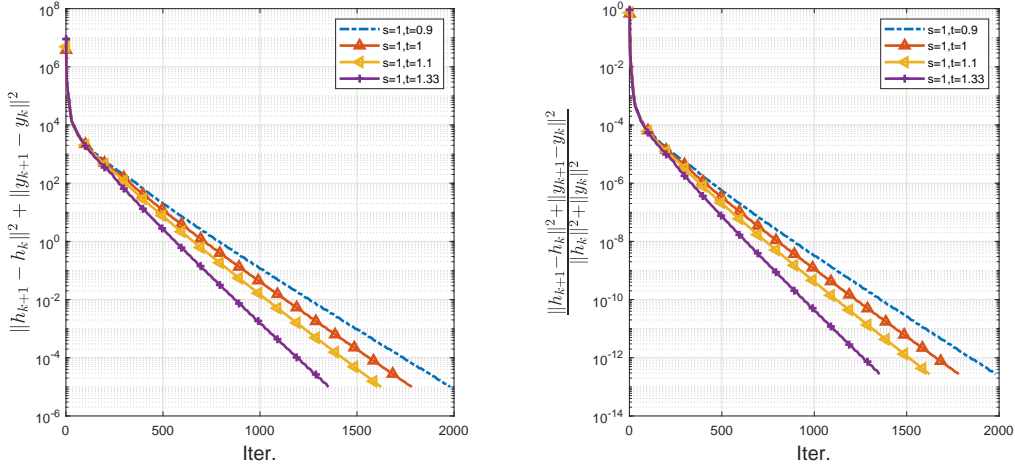 10^8
10^6
10^4
10^2
10^0
10^-2
10^-4
10^-6
||h_{k+1} − h_k||^2 + ||y_{k+1} − y_k||^2
0 500 1000 1500 2000
Iter.
s=1,t=0.9
s=1,t=1
s=1,t=1.1
s=1,t=1.33
10^0
10^-2
10^-4
10^-6
10^-8
10^-10
10^-12
10^-14
||h_{k+1}−h_k||^2+||y_{k+1}−y_k||^2
||h_k||^2+||y_k||^2
0 500 1000 1500 2000
Iter.
s=1,t=0.9
s=1,t=1
s=1,t=1.1
s=1,t=1.33